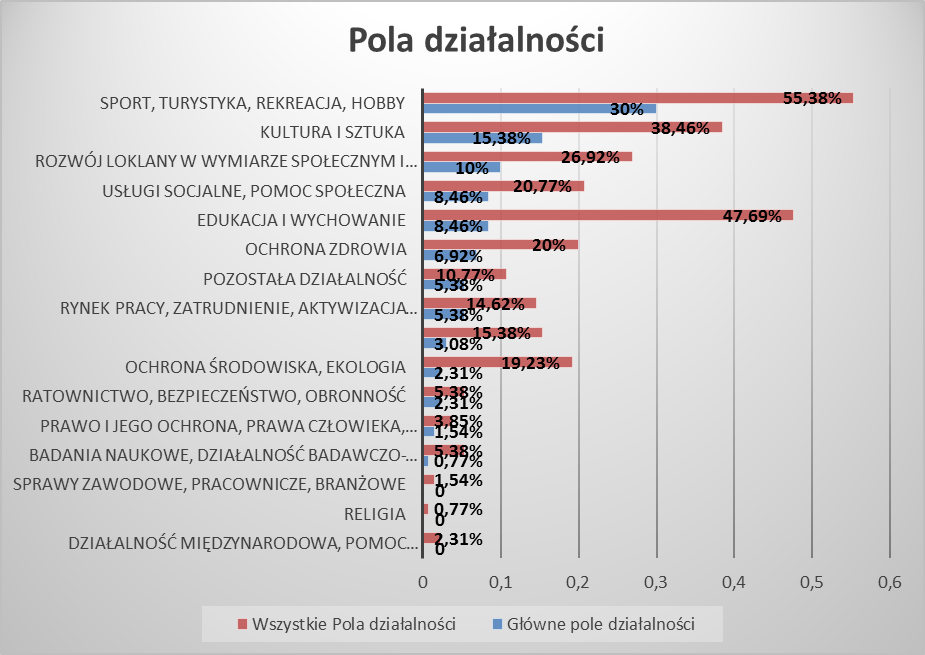 Pola działalności
SPORT, TURYSTYKA, REKREACJA, HOBBY
55,38%
30%
KULTURA I SZTUKA
38,46%
15,38%
ROZWÓJ LOKLANY W WYMIARZE SPOŁECZNYM I...
26,92%
10%
USŁUGI SOCJALNE, POMOC SPOŁECZNA
20,77%
8,46%
EDUKACJA I WYCHOWANIE
47,69%
8,46%
OCHRONA ZDROWIA
20%
6,92%
POZOSTAŁA DZIAŁALNOŚĆ
10,77%
5,38%
RYNEK PRACY, ZATRUDNIENIE, AKTYWIZACJA...
14,62%
5,38%
15,38%
3,08%
OCHRONA ŚRODOWISKA, EKOLOGIA
19,23%
2,31%
RATOWNICTWO, BEZPIECZEŃSTWO, OBRONNOŚĆ
5,38%
2,31%
PRAWO I JEGO OCHRONA, PRAWA CZŁOWIEKA,...
3,85%
1,54%
BADANIA NAUKOWE, DZIAŁALNOŚĆ BADAWCZO-...
5,38%
0,77%
SPRAWY ZAWODOWE, PRACOWNICZE, BRANŻOWE
1,54%
0
RELIGIA
0,77%
0
DZIAŁALNOŚĆ MIĘDZYNARODOWA, POMOC...
2,31%
0
0 0,1 0,2 0,3 0,4 0,5 0,6
Wszystkie Pola działalności Główne pole działalności